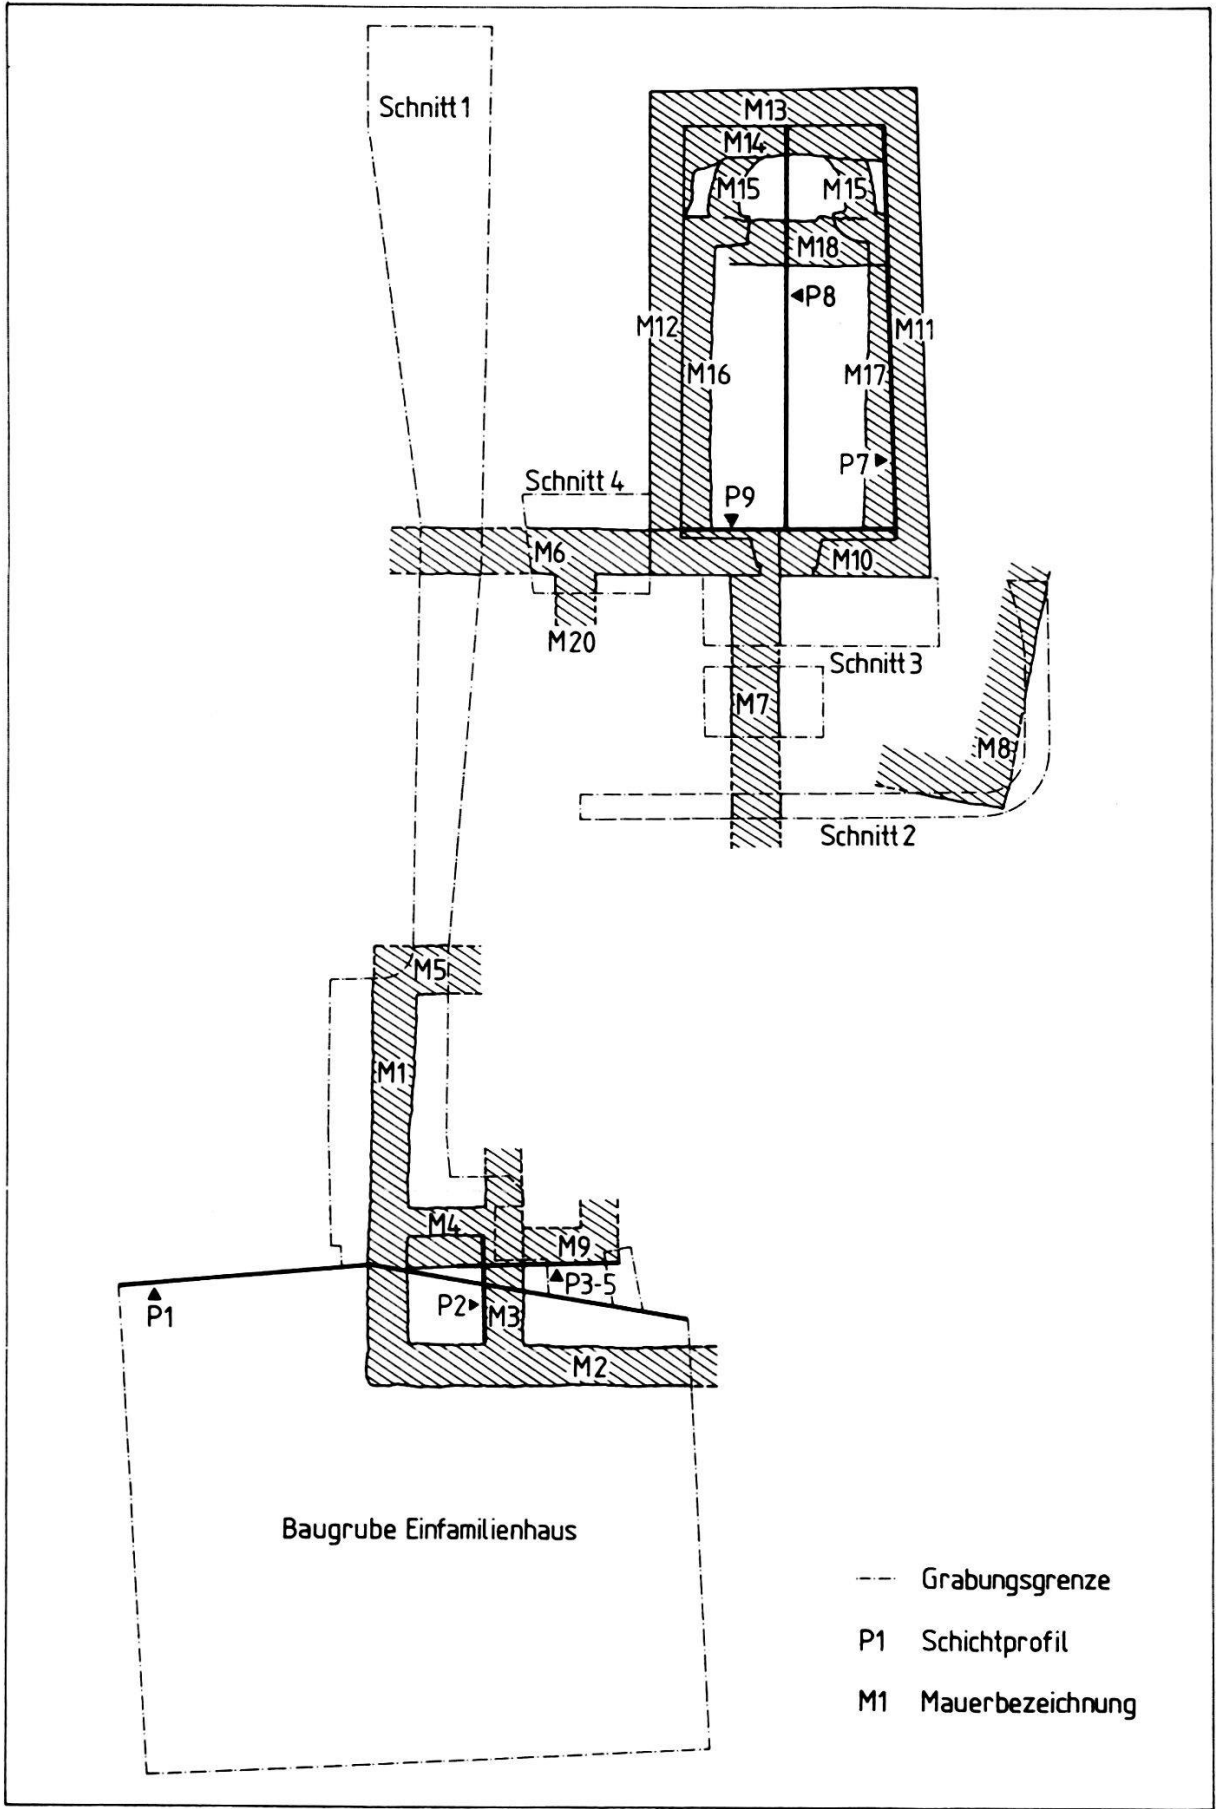 Schnitt 1
M13
M14
M15
M15
M18
P8
M12
M11
M16
M17
P7
Schnitt 4
P9
M6
M10
M20
Schnitt 3
M7
M8
Schnitt 2
M5
M1
M4
M9
P3-5
P1
P2
M3
M2
Baugrube Einfamilienhaus
Grabungsgrenze
P1 Schichtprofil
M1 Mauerbezeichnung